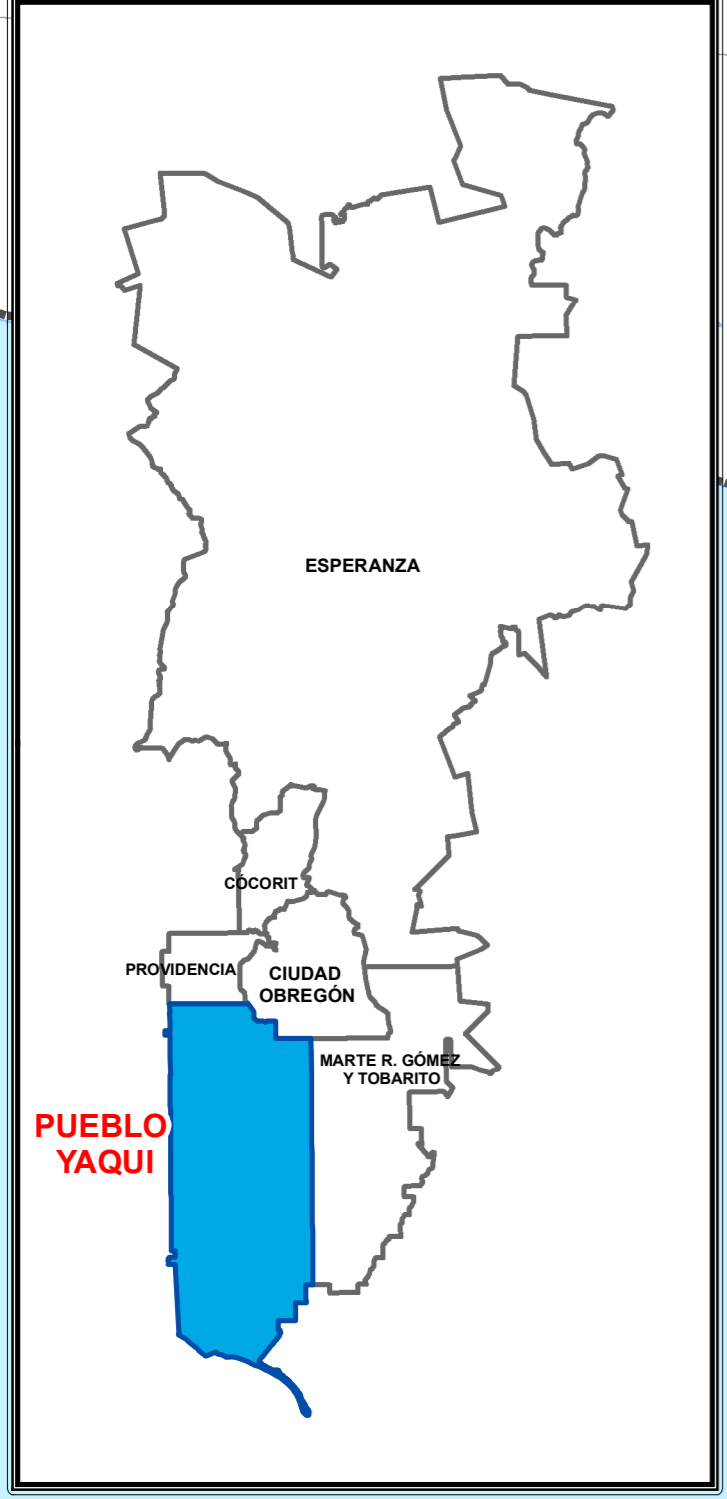 ESPERANZA
CÓCORIT
PROVIDENCIA
CIUDAD
OBREGÓN
MARTE R. GÓMEZ
Y TOBARITO
PUEBLO
YAQUI